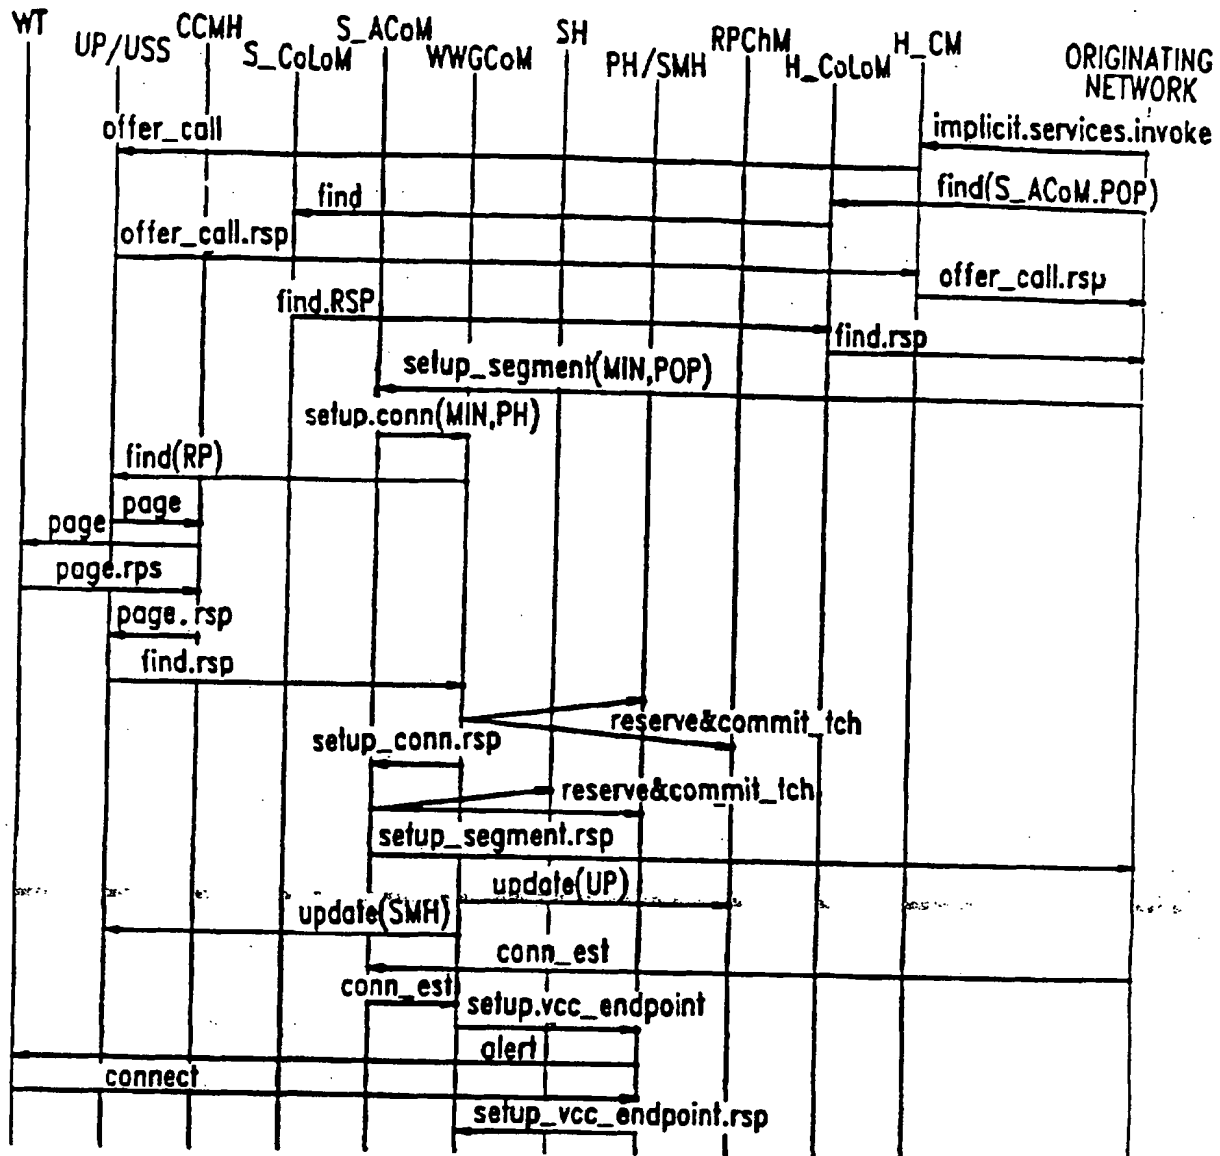 WT
UP/USS
CCMH
S_CoLoM
S_ACoM
WWGCoM
SH
PH/SMH
RPChM
H_CoLoM
H_CM
ORIGINATING
NETWORK
offer_call
implicit.services.invoke
find
find(S_ACoM.POP)
offer_call.rsp
offer_call.rsp
find.RSP
find.rsp
setup_segment(MIN,POP)
setup.conn(MIN,PH)
find(RP)
page
page
page.rps
page.rsp
find.rsp
reserve&commit_tch
setup_conn.rsp
reserve&commit_tch
setup_segment.rsp
update(UP)
update(SMH)
conn_est
conn_est
setup.vcc_endpoint
alert
connect
setup_vcc_endpoint.rsp